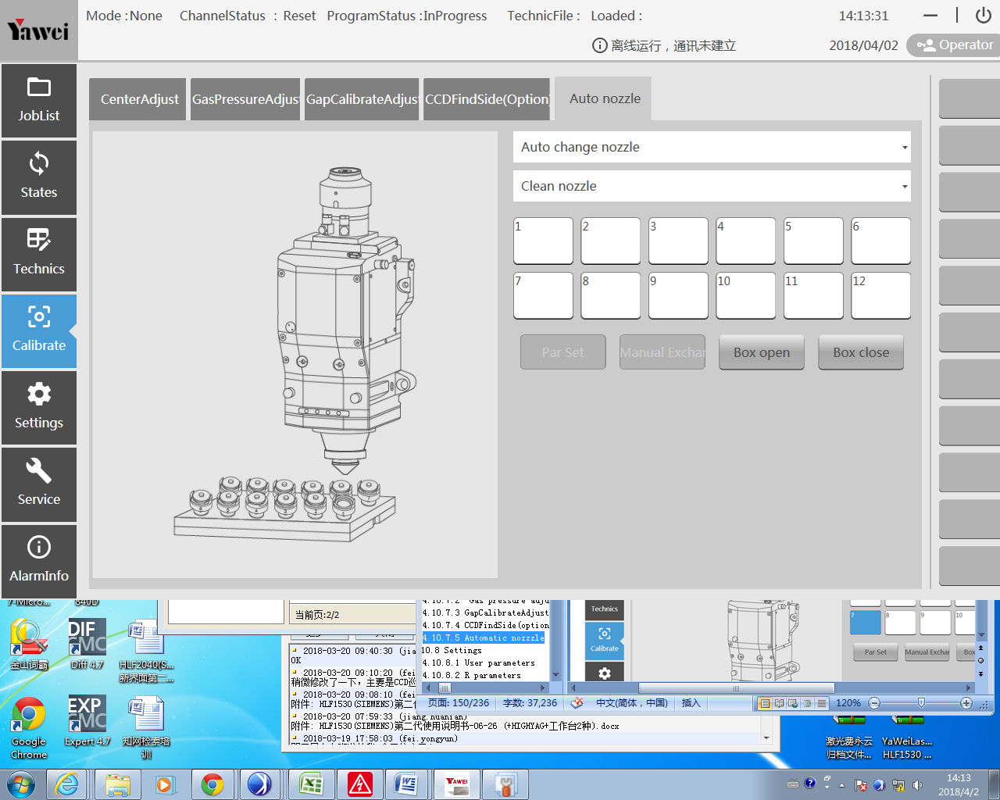 Yawei
Mode : None ChannelStatus : Reset ProgramStatus : InProgress TechnicFile : Loaded : 14:13:31
离线运行，通讯未建立 2018/04/02 Operator
JobList
States
Technics
Calibrate
Settings
Service
AlarmInfo
CenterAdjust GasPressureAdjust GapCalibrateAdjust CCDFindSide(Option) Auto nozzle
Auto change nozzle
Clean nozzle
1 2 3 4 5 6
7 8 9 10 11 12
Par Set Manual Exchan Box open Box close
7-Micro... 840D
金山词霸
DIF CMC
Diff 4.7
HLF2040(S...
新界面第二...
Google Chrome
EXP CMC
Expert 4.7
知网检索培训
当前页:2/2
2018-03-20 09:40:30 (jia
OK
2018-03-20 09:10:20 (fei
稍微修改了一下，主要是CCD
2018-03-20 09:08:10 (fei
附件: HLF1530(SIEMENS)第二
2018-03-20 07:59:33 (jiang.huanlan)
附件: HLF1530(SIEMENS)第二代使用说明书-06-26 (+HIGHYAG+工作台2种).docx
2018-03-19 17:58:03 (fei.yongyun)
4.10.7.2 Gas pressure adju
4.10.7.3 GapCalibrateAdjust
4.10.7.4 CCDFindSide(option
4.10.7.5 Automatic nozzzle
10.8 Settings
4.10.8.1 User parameters
4.10.8.2 R parameters
Technics
Calibrate
7 8 9 10
Par Set Manual Exchan Box
页面: 150/236 字数: 37,236 中文(简体，中国) 插入 120%
激光费永云
归档文件...
YaWeiLas...
HLF1530 ...
YAWEI
14:13
2018/4/2